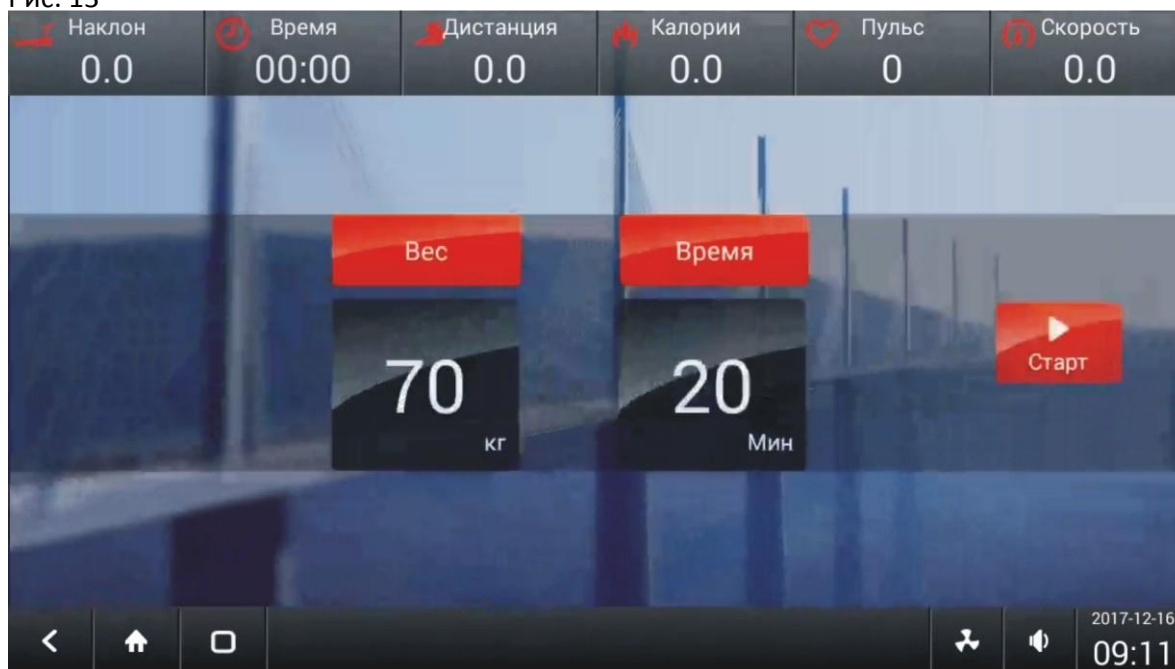 Рис. 13
Наклон Время Дистанция Калории Пульс Скорость
0.0 00:00 0.0 0.0 0 0.0
Вес Время
70 20
Старт
кг Мин
2017-12-16
09:11